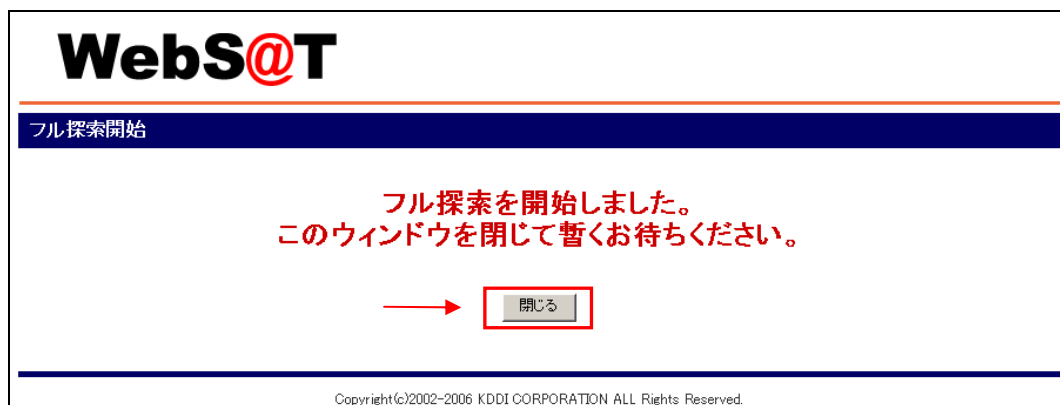 WebS@T
フル探索開始
フル探索を開始しました。
このウィンドウを閉じて暫くお待ちください。
閉じる
Copyright(c)2002-2006 KDDI CORPORATION ALL Rights Reserved.